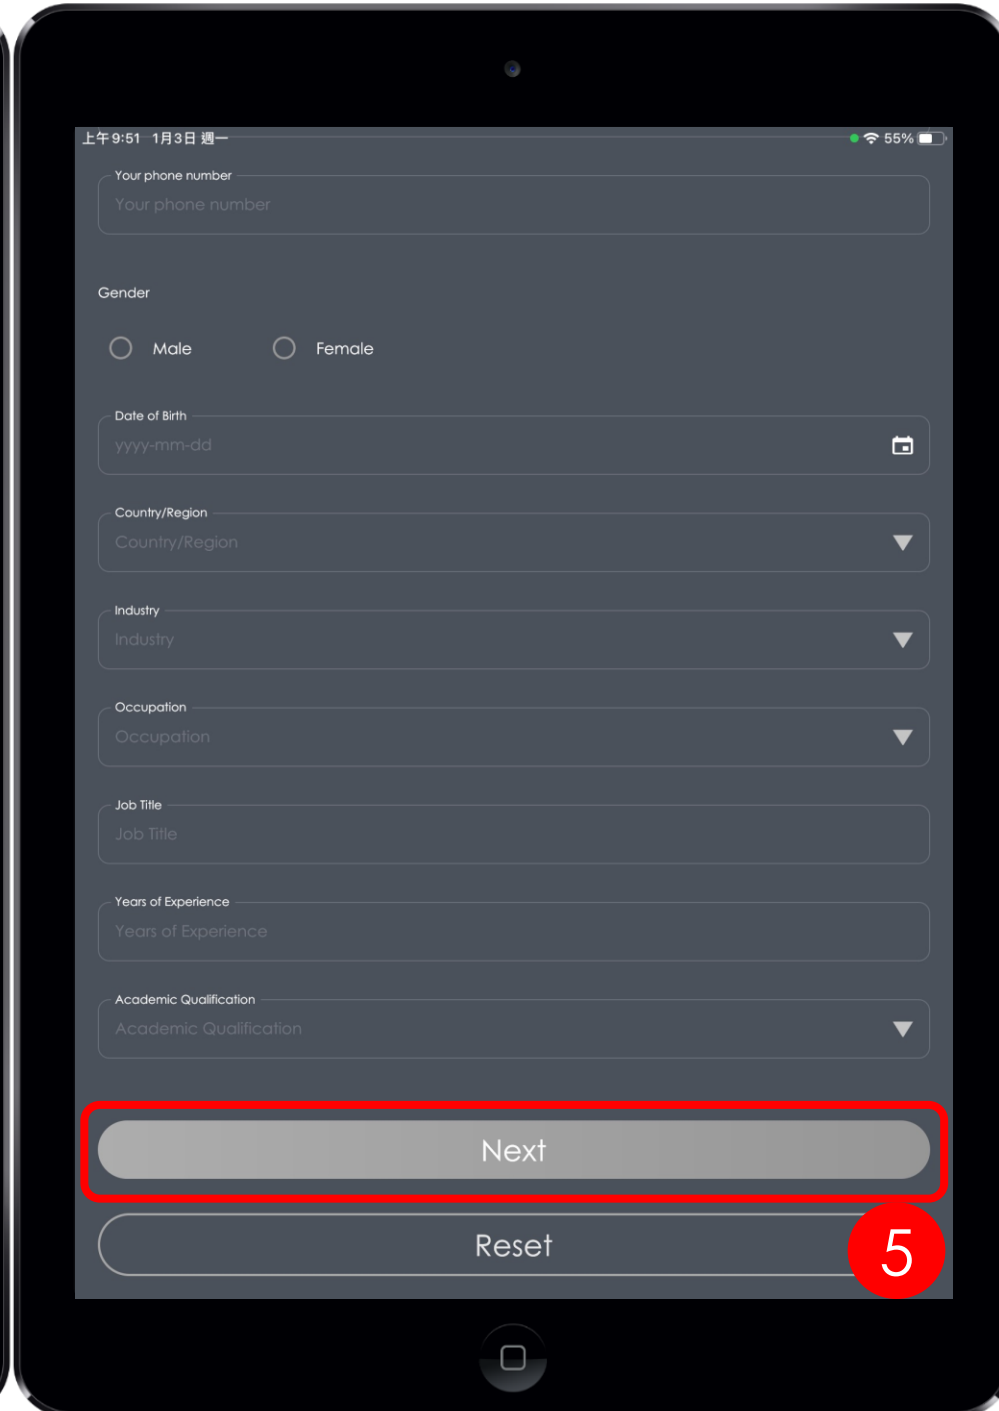 上午9:51 1月3日 週一 55%
Your phone number
Your phone number
Gender
Male Female
Date of Birth
yyyy-mm-dd
Country/Region
Country/Region
Industry
Industry
Occupation
Occupation
Job Title
Job Title
Years of Experience
Years of Experience
Academic Qualification
Academic Qualification
Next
Reset
5